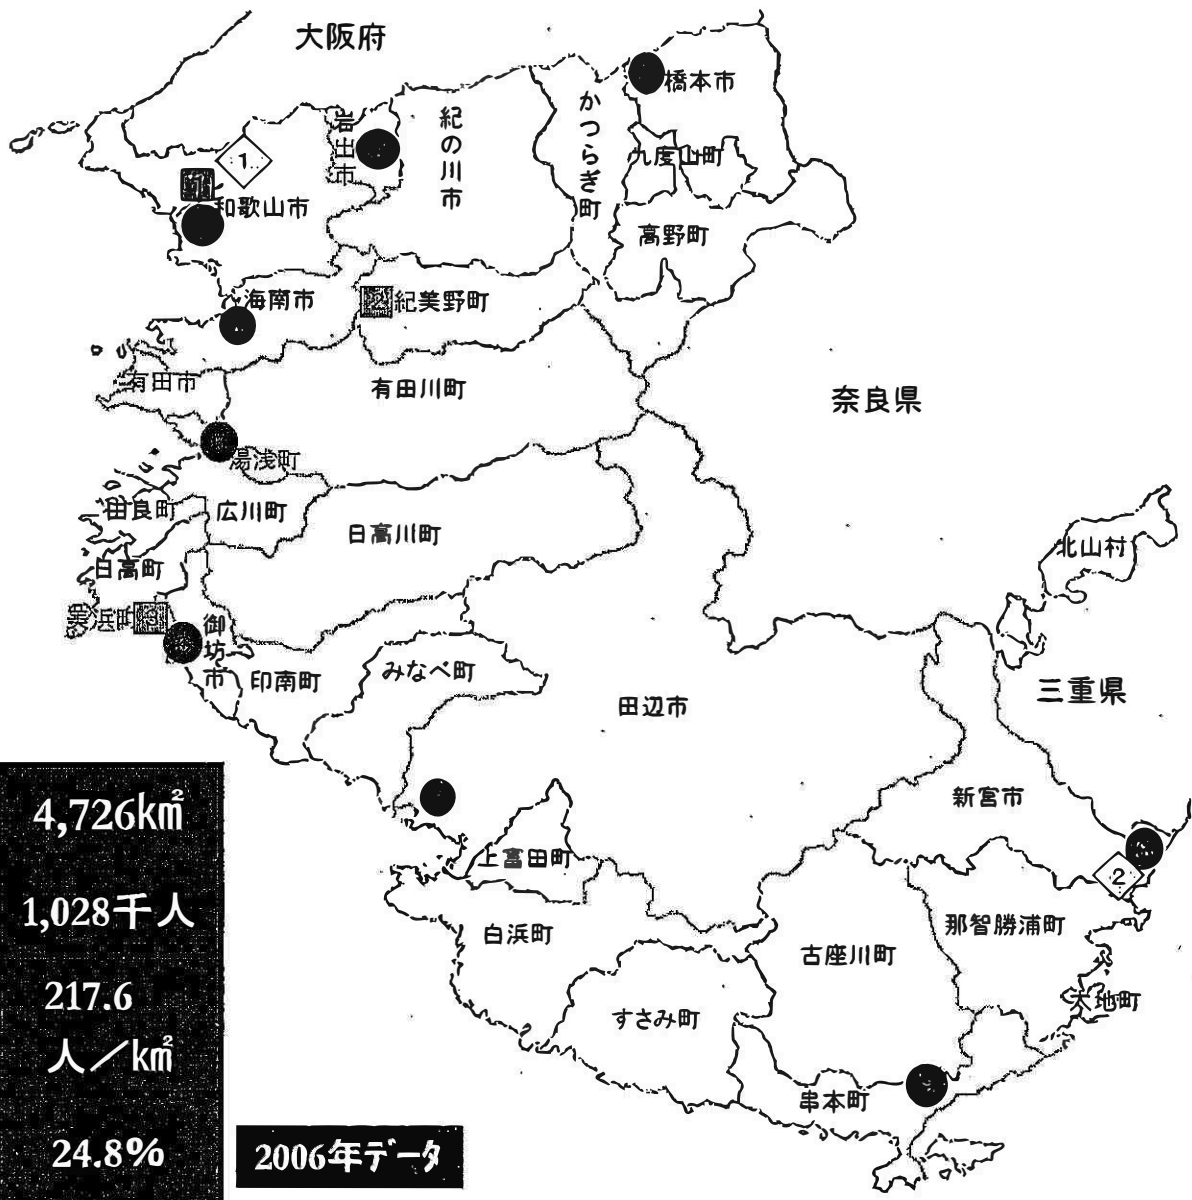 大阪府
橋本市
かつらぎ町
紀の川市
岩出市
九度山町
1
和歌山市
高野町
海南市
2
紀美野町
有田市
有田川町
奈良県
湯浅町
由良町
広川町
日高川町
北山村
日高町
美浜町
3
御坊市
印南町
みなべ町
田辺市
三重県
新宮市
4,726k㎡
上富田町
2
1,028千人
白浜町
那智勝浦町
古座川町
217.6
人／k㎡
すさみ町
太地町
串本町
24.8%
2006年データ